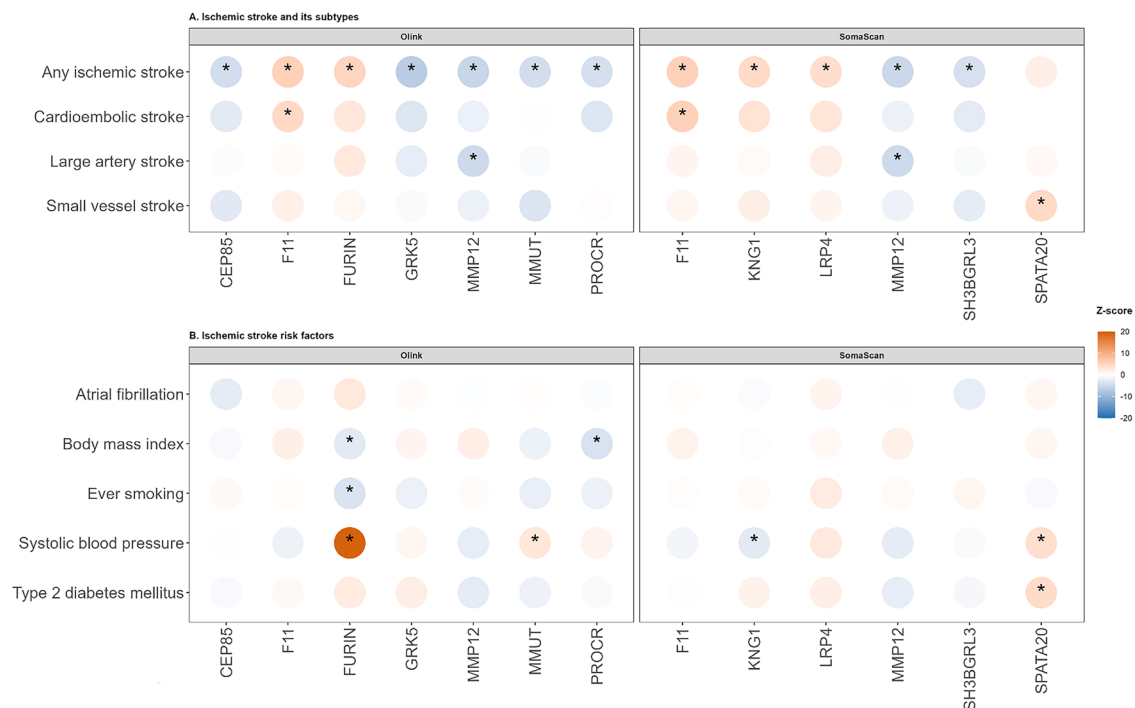 A. Ischemic stroke and its subtypes
Olink SomaScan
Any ischemic stroke * * * * * * * * * * * *
Cardioembolic stroke * *
Large artery stroke * *
Small vessel stroke *
CEP85 F11 FURIN GRK5 MMP12 MMUT PROCR F11 KNG1 LRP4 MMP12 SH3BGRL3 SPATA20
B. Ischemic stroke risk factors
Olink SomaScan
Atrial fibrillation
Body mass index * *
Ever smoking *
Systolic blood pressure * * * *
Type 2 diabetes mellitus *
CEP85 F11 FURIN GRK5 MMP12 MMUT PROCR F11 KNG1 LRP4 MMP12 SH3BGRL3 SPATA20
Z-score
20
10
0
-10
-20